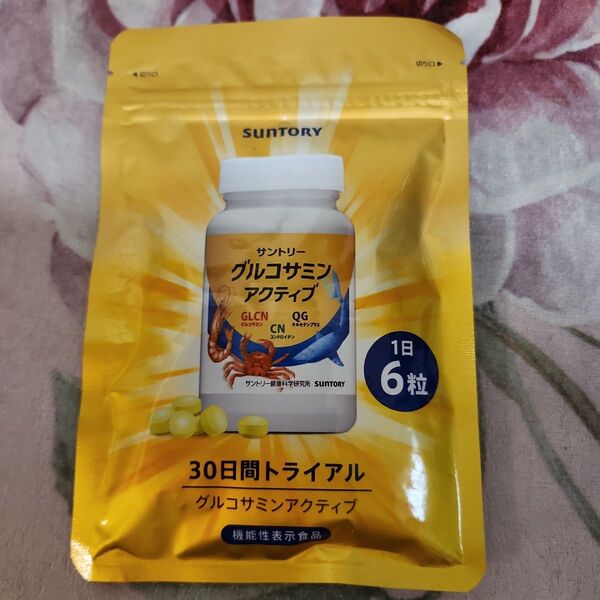 ◀切り口
切り口▶
SUNTORY
サントリー
グルコサミン
アクティブ
GLCN
グルコサミン
QG
ケルセチンプラス
CN
コンドロイチン
サントリー健康科学研究所 SUNTORY
1日
6粒
30日間トライアル
グルコサミンアクティブ
機能性表示食品